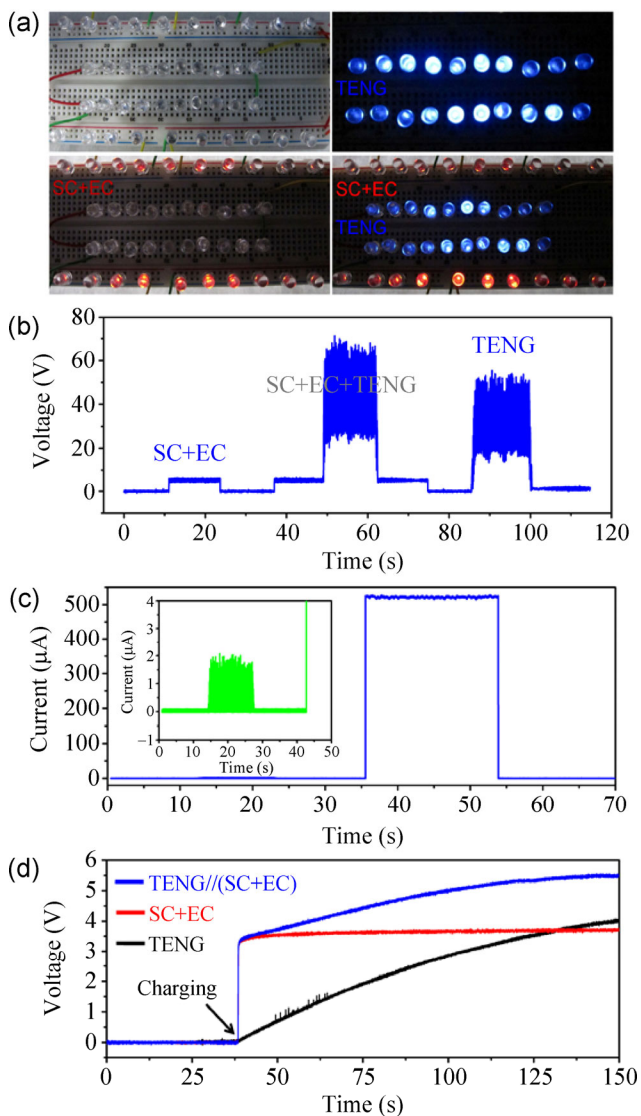 (a)
TENG
SC+EC
SC+EC
TENG
(b)
80
60
40
20
0
Voltage (V)
SC+EC
SC+EC+TENG
TENG
0 20 40 60 80 100 120
Time (s)
(c)
500
400
300
200
100
0
Current (µA)
4
3
2
1
0
−1
Current (µA)
0 10 20 30 40 50
Time (s)
0 10 20 30 40 50 60 70
Time (s)
(d)
6
5
4
3
2
1
0
Voltage (V)
TENG//(SC+EC)
SC+EC
TENG
Charging
0 25 50 75 100 125 150
Time (s)